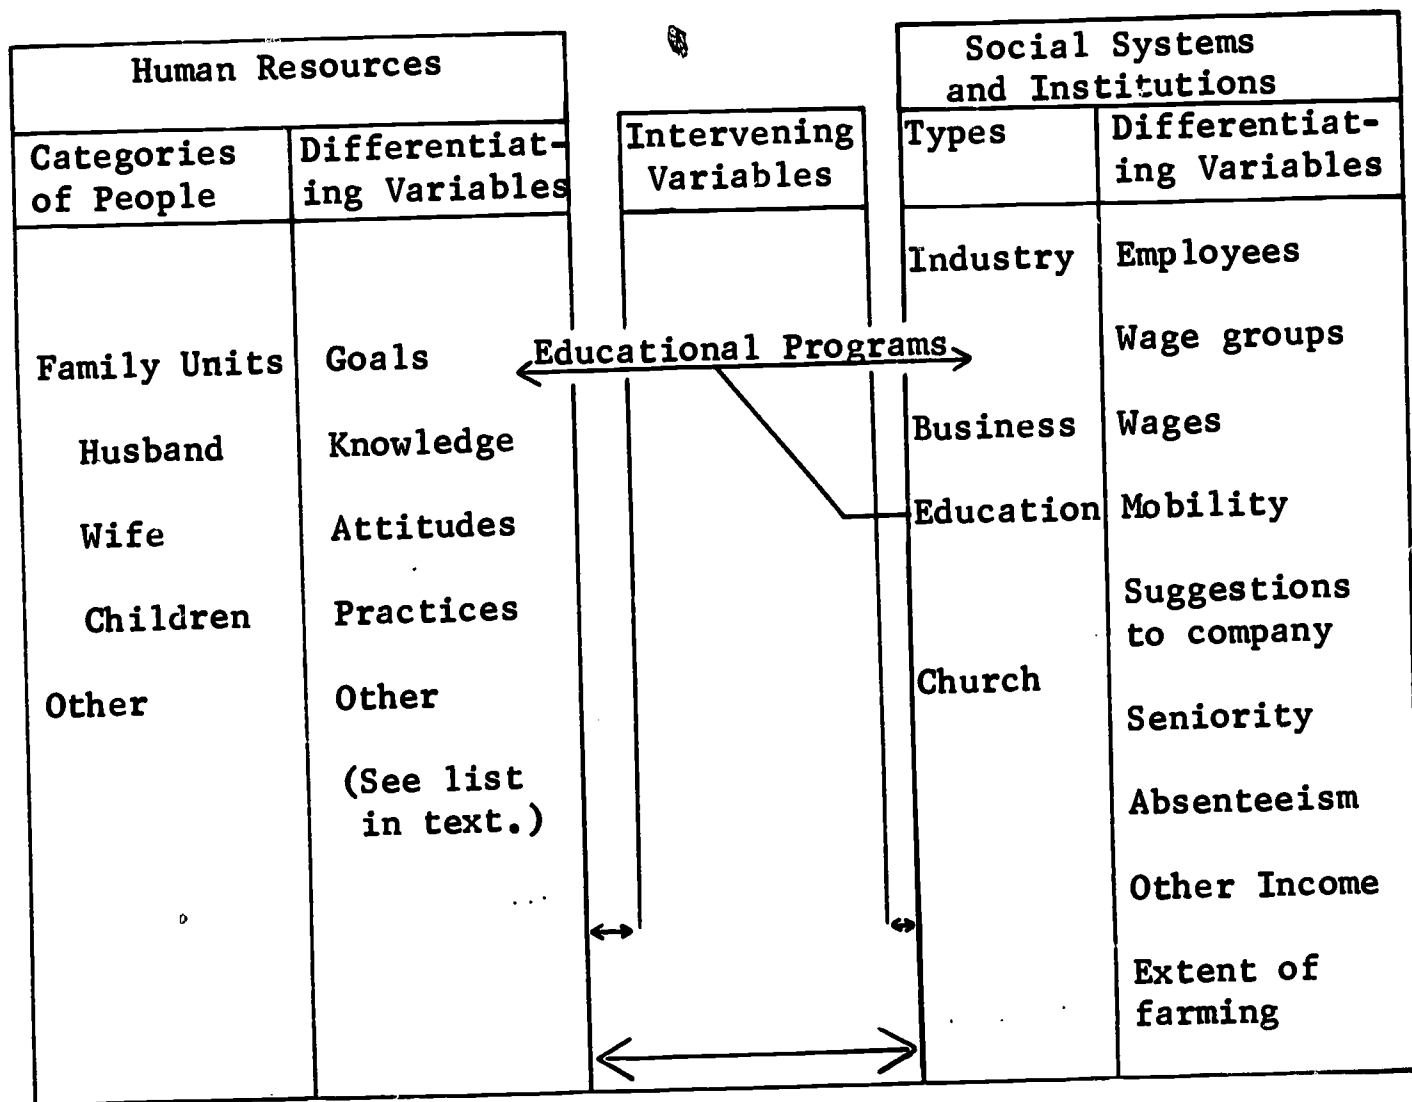 Human Resources
Categories
of People
Differentiat-
ing Variables
Family Units
Husband
Wife
Children
Other
Goals
Knowledge
Attitudes
Practices
Other
(See list
in text.)
Intervening
Variables
Educational Programs
Social Systems
and Institutions
Types
Differentiat-
ing Variables
Industry
Business
Education
Church
Employees
Wage groups
Wages
Mobility
Suggestions
to company
Seniority
Absenteeism
Other Income
Extent of
farming